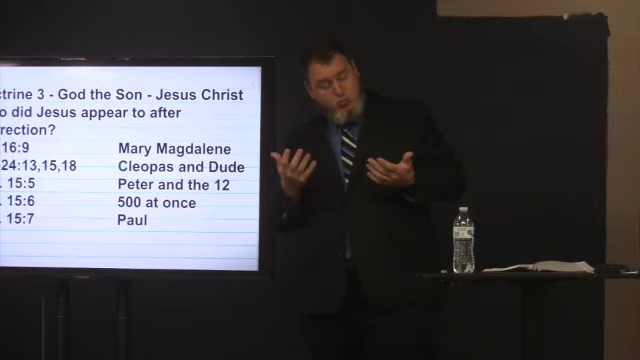 ctrine 3 - God the Son - Jesus Christ
o did Jesus appear to after
rrection?
16:9 Mary Magdalene
24:13,15,18 Cleopas and Dude
. 15:5 Peter and the 12
. 15:6 500 at once
. 15:7 Paul